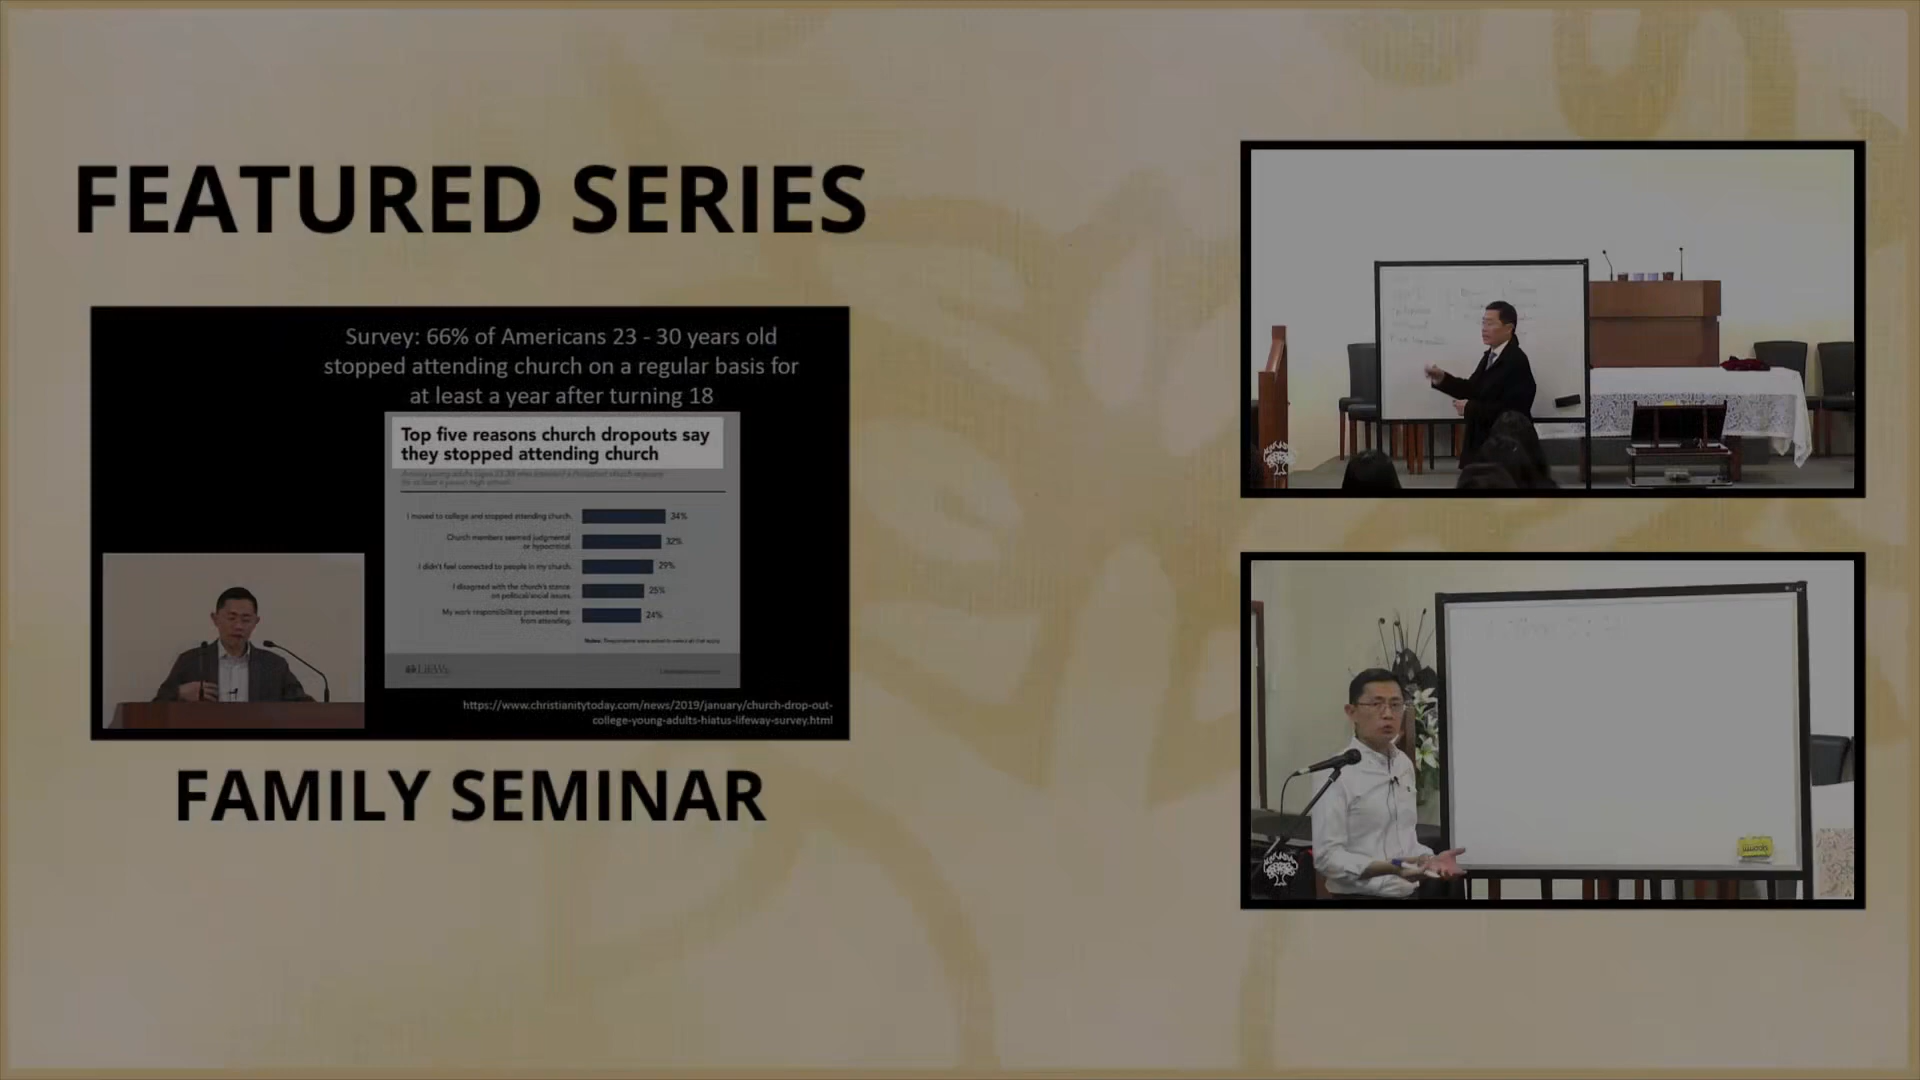 FEATURED SERIES
Survey: 66% of Americans 23 - 30 years old
stopped attending church on a regular basis for
at least a year after turning 18
Top five reasons church dropouts say
they stopped attending church
I moved to college and stopped attending church. 34%
Church members seemed judgmental
or hypocritical. 32%
I didn't feel connected to people in my church. 29%
I disagreed with the church's stance
on political/social issues. 25%
My work responsibilities prevented me
from attending. 24%
https://www.christianitytoday.com/news/2019/january/church-drop-out-
college-young-adults-hiatus-lifeway-survey.html
FAMILY SEMINAR